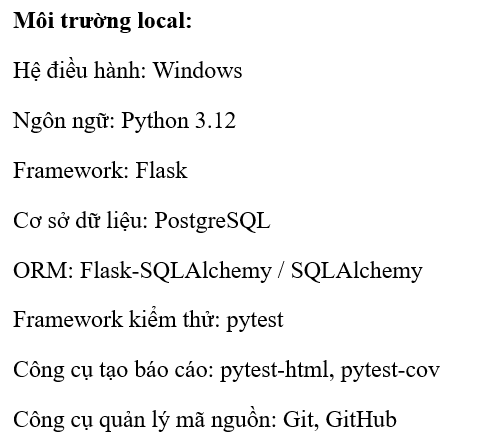 Môi trường local:
Hệ điều hành: Windows
Ngôn ngữ: Python 3.12
Framework: Flask
Cơ sở dữ liệu: PostgreSQL
ORM: Flask-SQLAlchemy / SQLAlchemy
Framework kiểm thử: pytest
Công cụ tạo báo cáo: pytest-html, pytest-cov
Công cụ quản lý mã nguồn: Git, GitHub